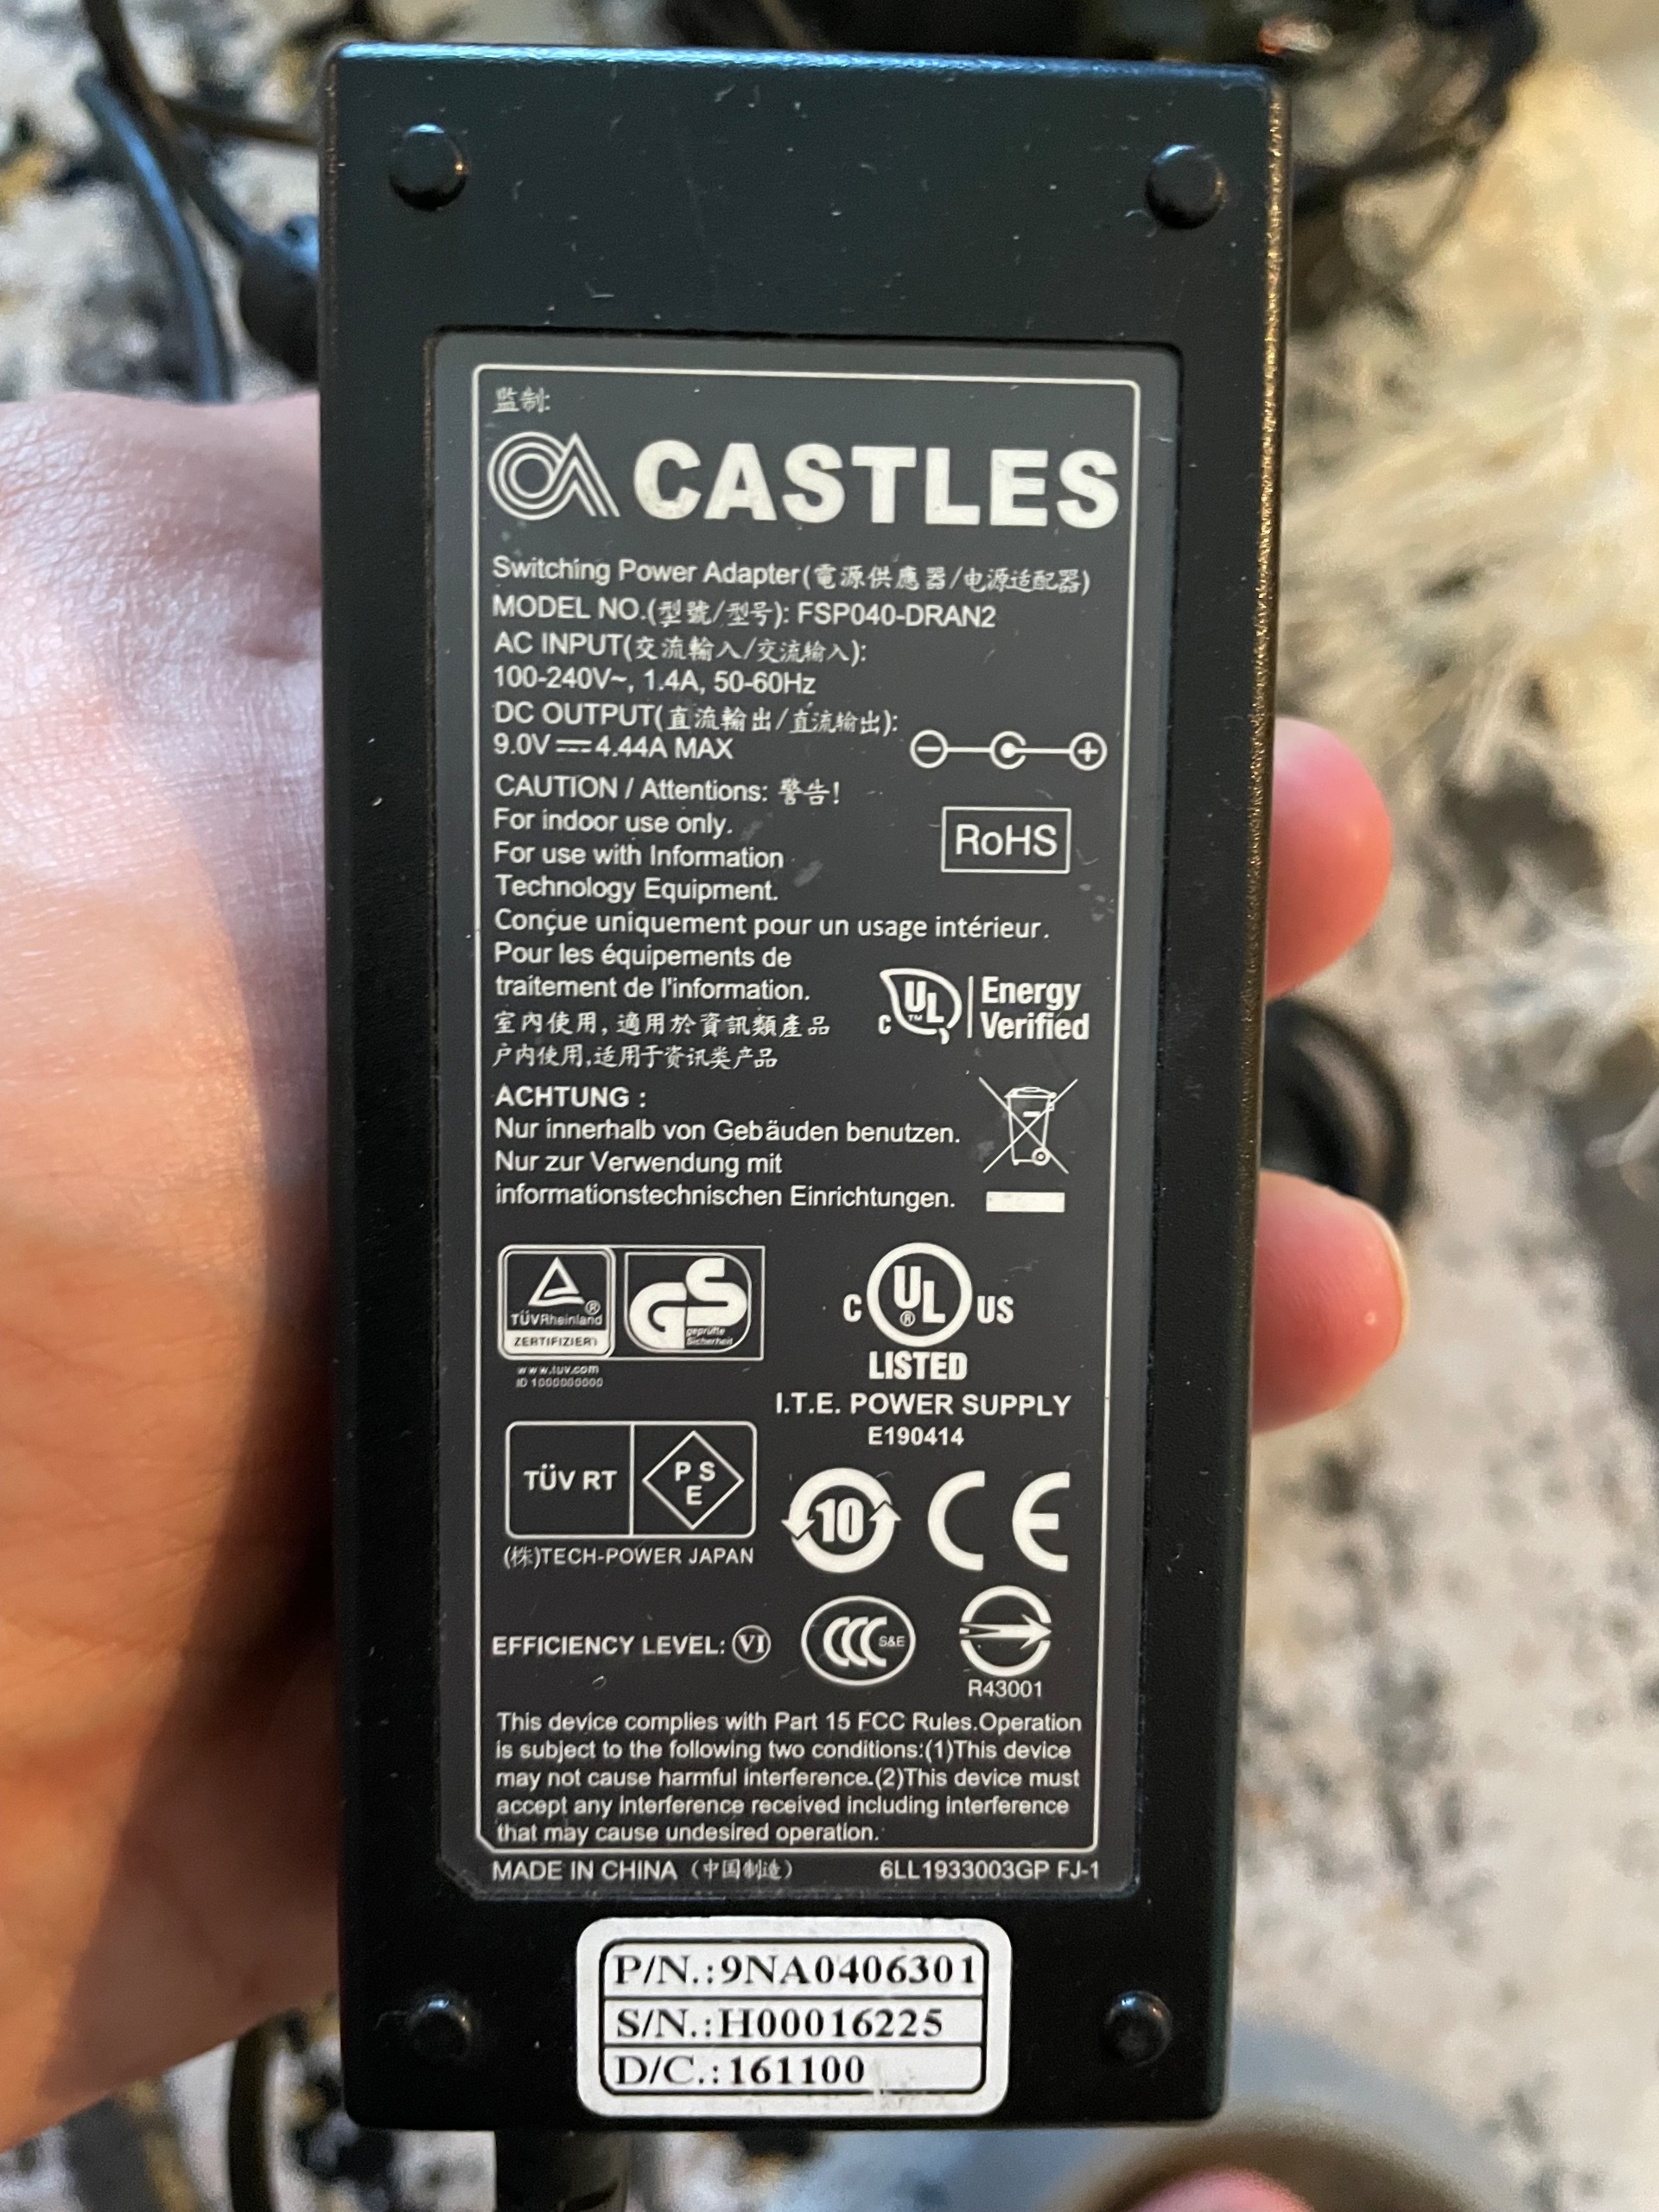 监制:
CASTLES
Switching Power Adapter(電源供應器/电源适配器)
MODEL NO.(型號/型号): FSP040-DRAN2
AC INPUT(交流輸入/交流输入):
100-240V~, 1.4A, 50-60Hz
DC OUTPUT(直流輸出/直流输出):
9.0V⎓4.44A MAX
CAUTION / Attentions: 警告!
For indoor use only.
RoHS
For use with Information
Technology Equipment.
Conçue uniquement pour un usage intérieur.
Pour les équipements de
traitement de l'information.
c UL ™ Energy Verified
室內使用,適用於資訊類產品
户内使用,适用于资讯类产品
ACHTUNG :
Nur innerhalb von Gebäuden benutzen.
Nur zur Verwendung mit
informationstechnischen Einrichtungen.
TÜVRheinland ®
ZERTIFIZIERT
www.tuv.com
ID 1000000000
GS
geprüfte
Sicherheit
C UL ® US
LISTED
I.T.E. POWER SUPPLY
E190414
TÜV RT
P S
E
(株)TECH-POWER JAPAN
10
CE
EFFICIENCY LEVEL: VI
CCC S&E
R43001
This device complies with Part 15 FCC Rules.Operation
is subject to the following two conditions:(1)This device
may not cause harmful Interference.(2)This device must
accept any Interference received including interference
that may cause undesired operation.
MADE IN CHINA (中国制造) 6LL1933003GP FJ-1
P/N.:9NA0406301
S/N.:H00016225
D/C.:161100